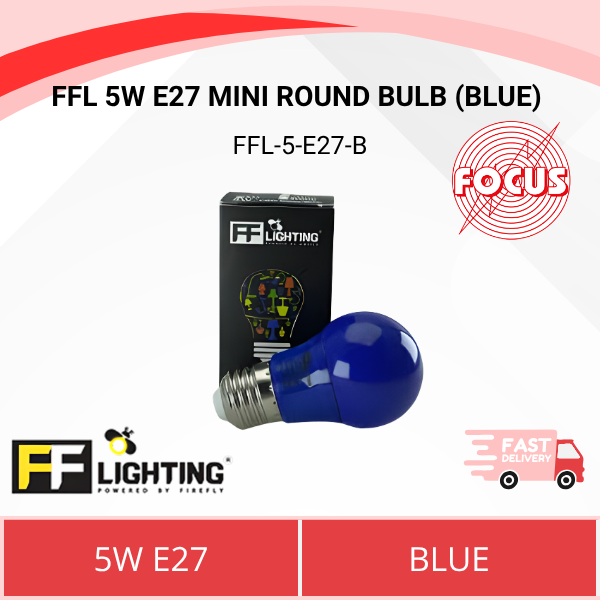 FFL 5W E27 MINI ROUND BULB (BLUE)
FFL-5-E27-B
FOCUS
FF LIGHTING®
FF LIGHTING®
POWERED BY FIREFLY
FAST
DELIVERY
5W E27
BLUE